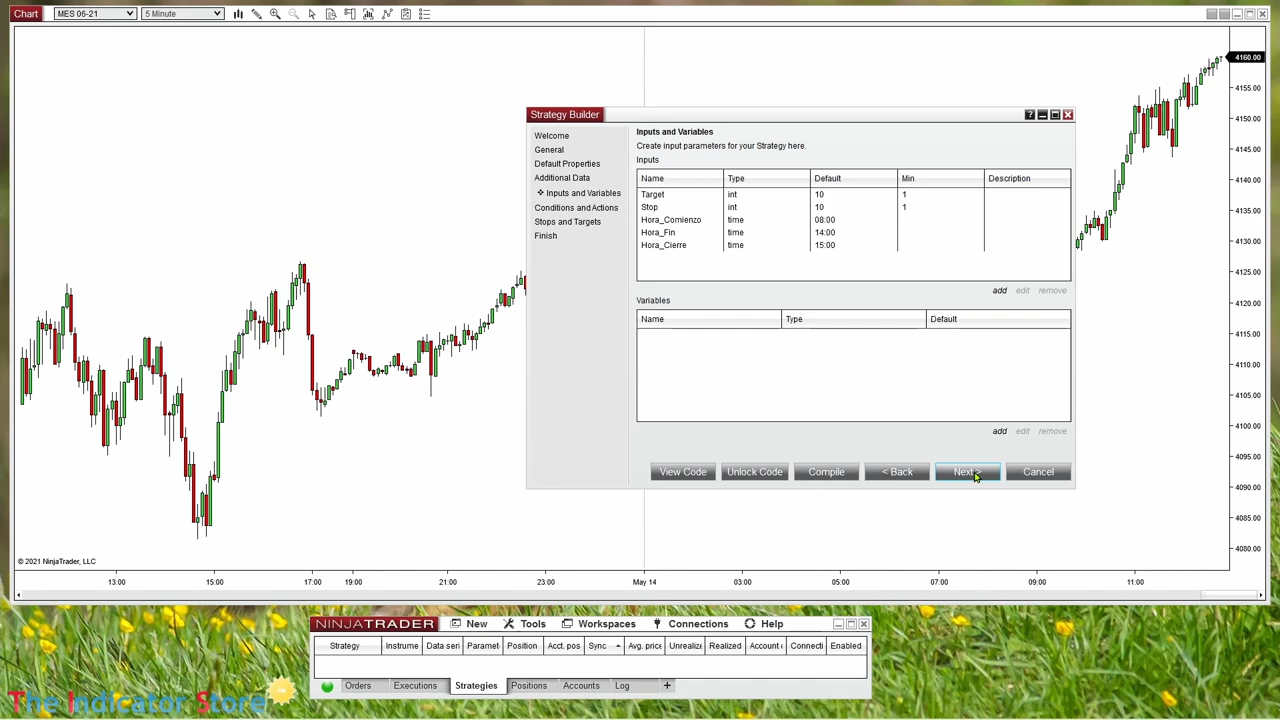 Chart
MES 06-21
5 Minute
4160.00
4155.00
4150.00
4145.00
4140.00
4135.00
4130.00
4125.00
4120.00
4115.00
4110.00
4105.00
4100.00
4095.00
4090.00
4085.00
4080.00
Strategy Builder
Welcome
General
Default Properties
Additional Data
Inputs and Variables
Conditions and Actions
Stops and Targets
Finish
Inputs and Variables
Create input parameters for your Strategy here.
Inputs
Name Type Default Min Description
Target int 10 1
Stop int 10 1
Hora_Comienzo time 08:00
Hora_Fin time 14:00
Hora_Cierre time 15:00
add edit remove
Variables
Name Type Default
add edit remove
View Code Unlock Code Compile < Back Next > Cancel
© 2021 NinjaTrader, LLC
13:00 15:00 17:00 19:00 21:00 23:00 May 14 03:00 05:00 07:00 09:00 11:00
NINJATRADER New Tools Workspaces Connections Help
Strategy Instrume Data seri Paramet Position Acct. pos Sync Avg. price Unrealiz Realized Account Connecti Enabled
Orders Executions Strategies Positions Accounts Log +
The Indicator Store